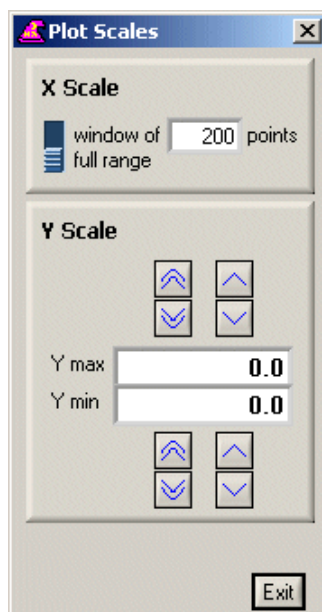 Plot Scales
X Scale
window of 200 points
full range
Y Scale
Y max 0.0
Y min 0.0
Exit